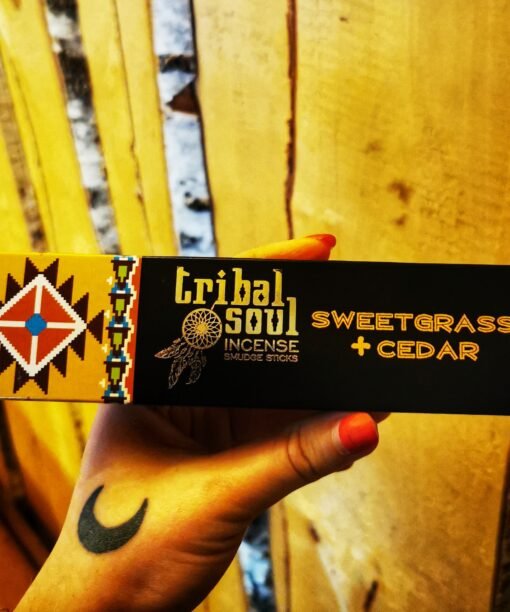 tribal
soul
INCENSE
SMUDGE STICKS
SWEETGRASS
+ CEDAR